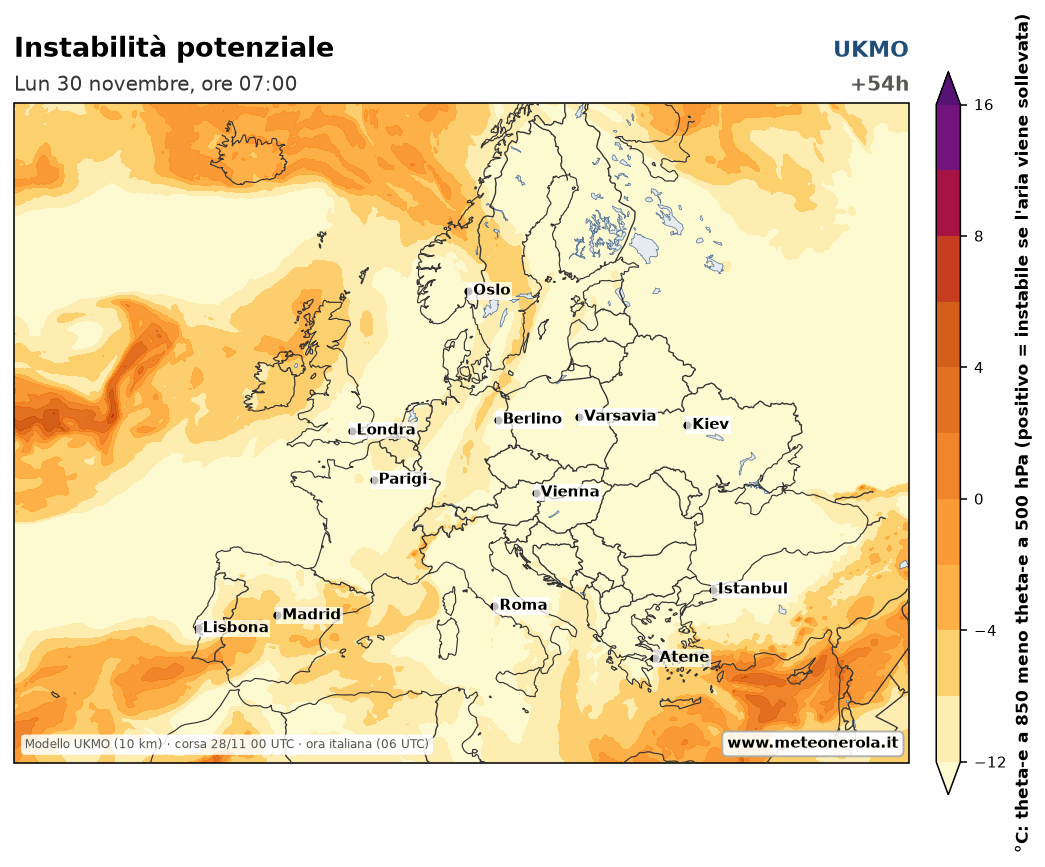 Instabilità potenziale
UKMO
Lun 30 novembre, ore 07:00
+54h
Oslo
Berlino
Varsavia
Kiev
Londra
Parigi
Vienna
Istanbul
Roma
Madrid
Lisbona
Atene
Modello UKMO (10 km) · corsa 28/11 00 UTC · ora italiana (06 UTC)
www.meteonerola.it
16
8
4
0
−4
−12
°C: theta-e a 850 meno theta-e a 500 hPa (positivo = instabile se l'aria viene sollevata)